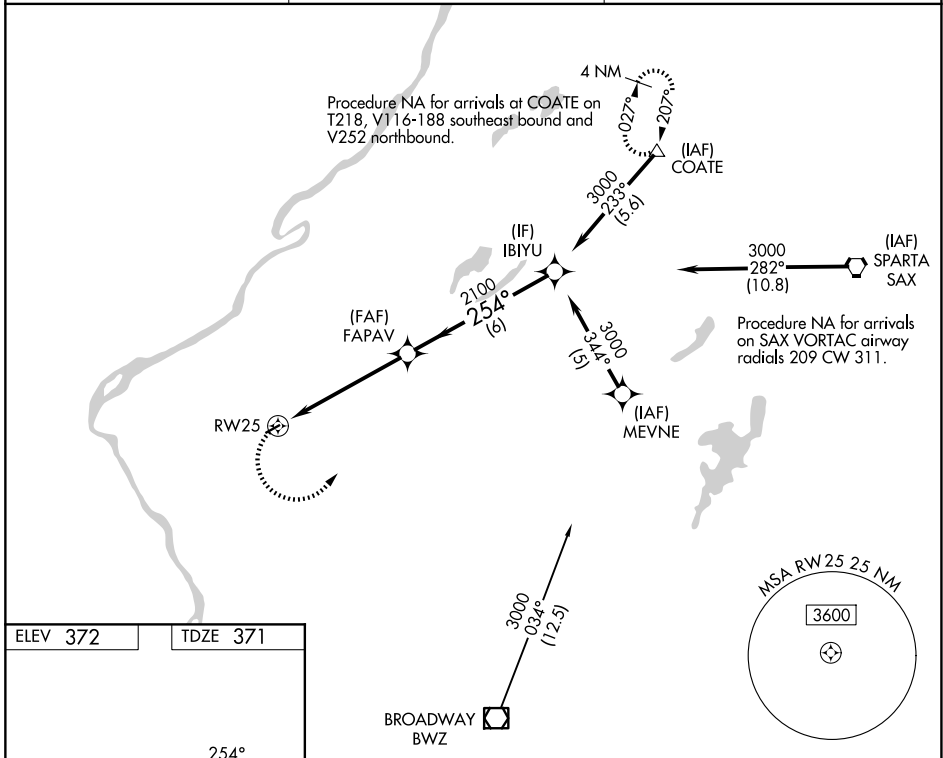 4 NM
Procedure NA for arrivals at COATE on
T218, V116-188 southeast bound and
V252 northbound.
027°
207°
(IAF)
COATE
3000
233°
(5.6)
(IF)
IBIYU
3000
282°
(10.8)
(IAF)
SPARTA
SAX
2100
254°
(6)
(FAF)
FAPAV
3000
344°
(5)
Procedure NA for arrivals
on SAX VORTAC airway
radials 209 CW 311.
(IAF)
MEVNE
RW25
MSA RW25 25 NM
3600
3000
034°
(12.5)
ELEV 372
TDZE 371
BROADWAY
BWZ
254°